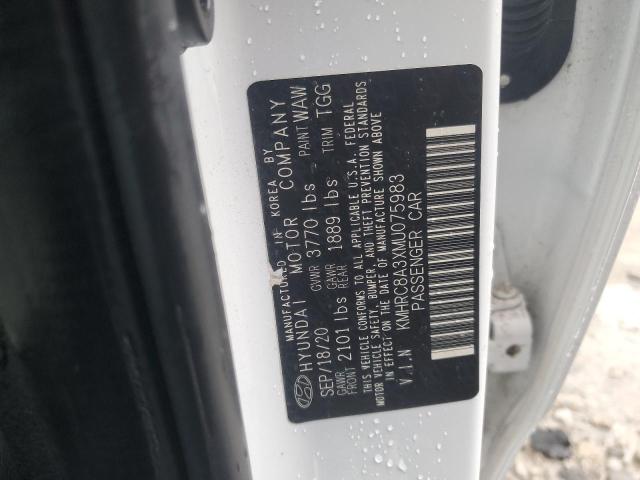 MANUFACTURED IN KOREA BY
HYUNDAI MOTOR COMPANY
SEP/18/20 GVWR 3770 lbs PAINT WAW
GAWR FRONT 2101 lbs GAWR REAR 1889 lbs TRIM TGG
THIS VEHICLE CONFORMS TO ALL APPLICABLE U.S.A. FEDERAL
MOTOR VEHICLE SAFETY, BUMPER, AND THEFT PREVENTION STANDARDS
IN EFFECT ON THE DATE OF MANUFACTURE SHOWN ABOVE
V.I.N KMHRC8A3XMU075983
PASSENGER CAR